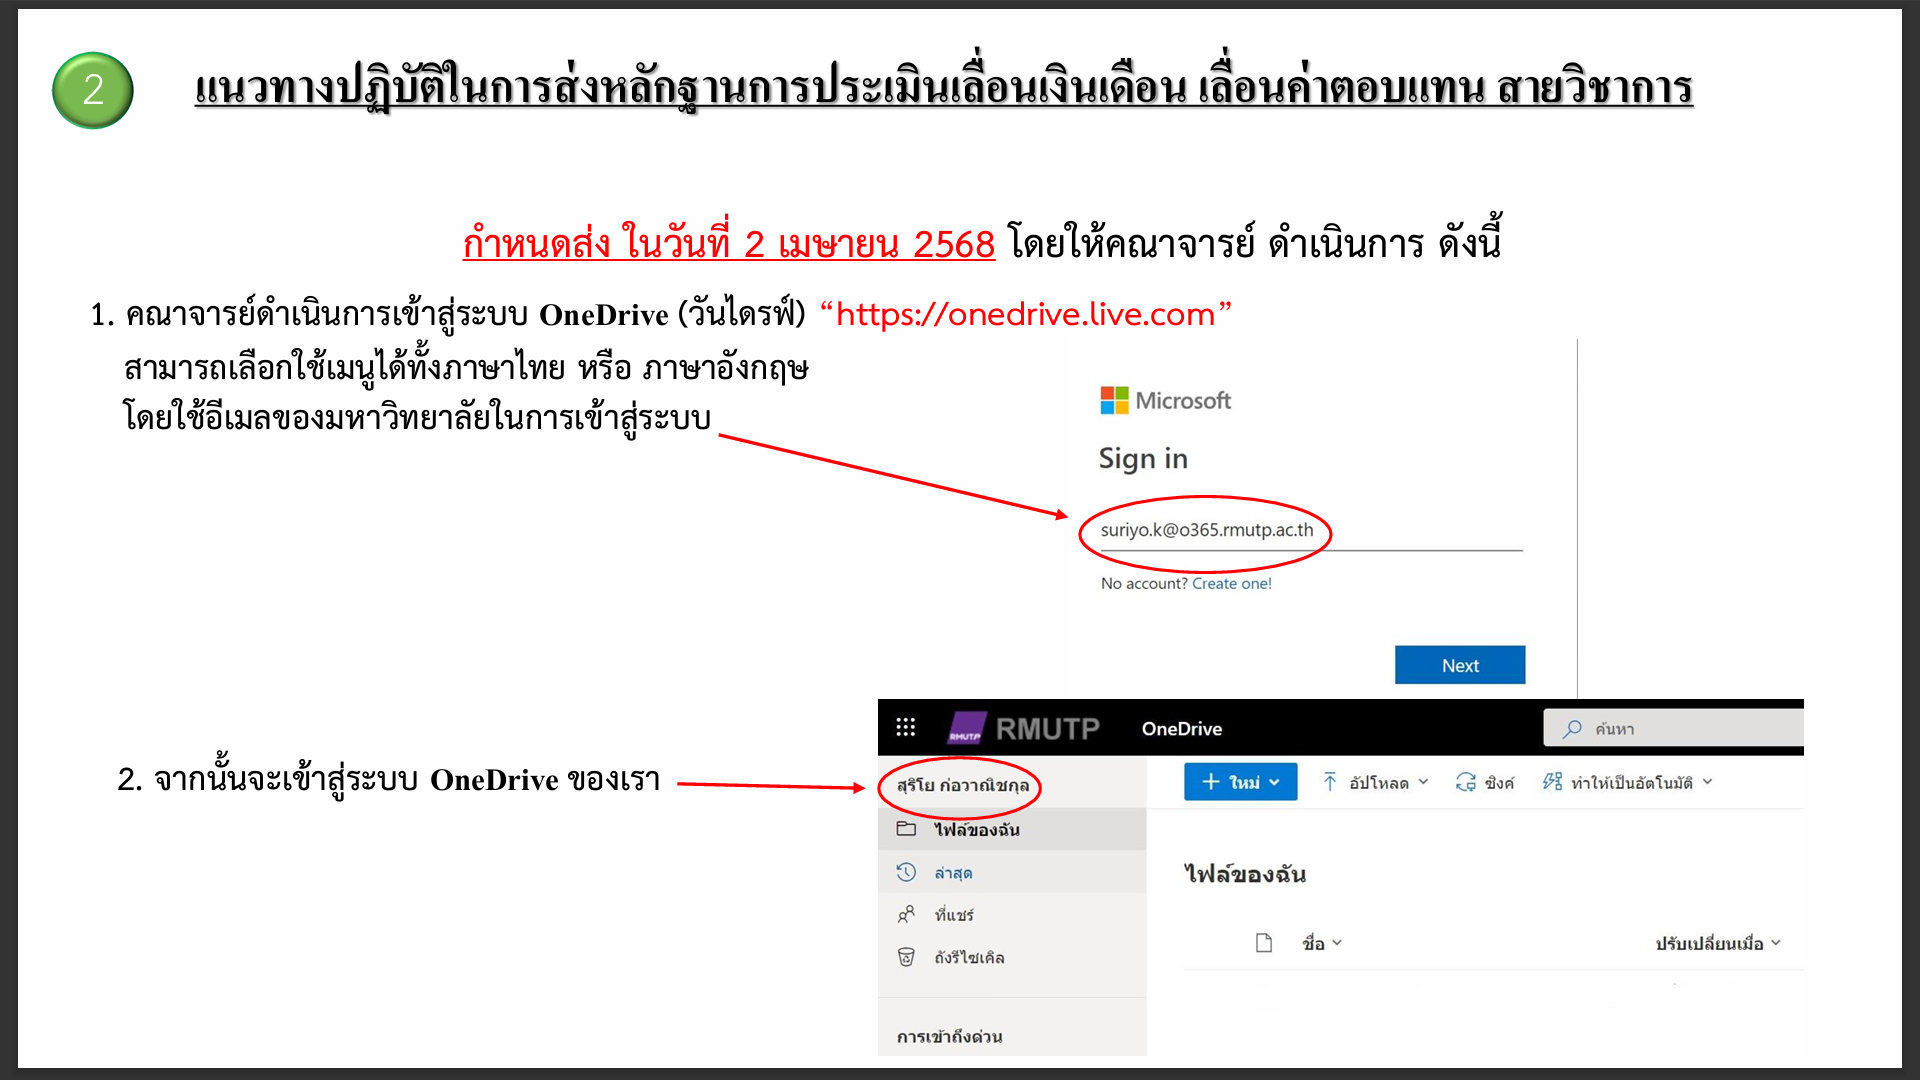 2
แนวทางปฏิบัติในการส่งหลักฐานการประเมินเลื่อนเงินเดือน เลื่อนค่าตอบแทน สายวิชาการ
กำหนดส่ง ในวันที่ 2 เมษายน 2568 โดยให้คณาจารย์ ดำเนินการ ดังนี้
1. คณาจารย์ดำเนินการเข้าสู่ระบบ OneDrive (วันไดรฟ์) “https://onedrive.live.com”
สามารถเลือกใช้เมนูได้ทั้งภาษาไทย หรือ ภาษาอังกฤษ
โดยใช้อีเมลของมหาวิทยาลัยในการเข้าสู่ระบบ
Microsoft
Sign in
suriyo.k@o365.rmutp.ac.th
No account? Create one!
Next
2. จากนั้นจะเข้าสู่ระบบ OneDrive ของเรา
RMUTP RMUTP OneDrive ค้นหา
สุริโย ก่อวาณิชกุล
ใหม่ อัปโหลด ซิงค์ ทำให้เป็นอัตโนมัติ
ไฟล์ของฉัน
ล่าสุด
ที่แชร์
ถังรีไซเคิล
การเข้าถึงด่วน
ไฟล์ของฉัน
ชื่อ ปรับเปลี่ยนเมื่อ